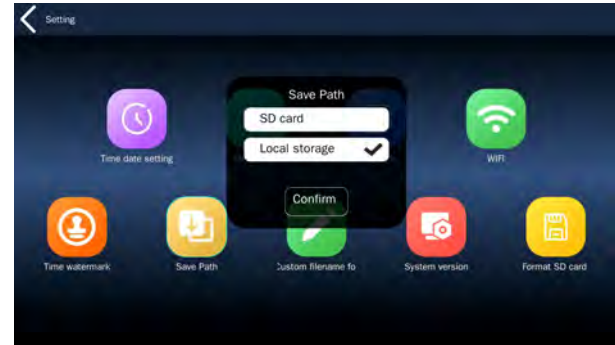 Setting
Save Path
SD card
Local storage
Confirm
Time date setting
WIFI
Time watermark
Save Path
Custom filename fo
System version
Format SD card